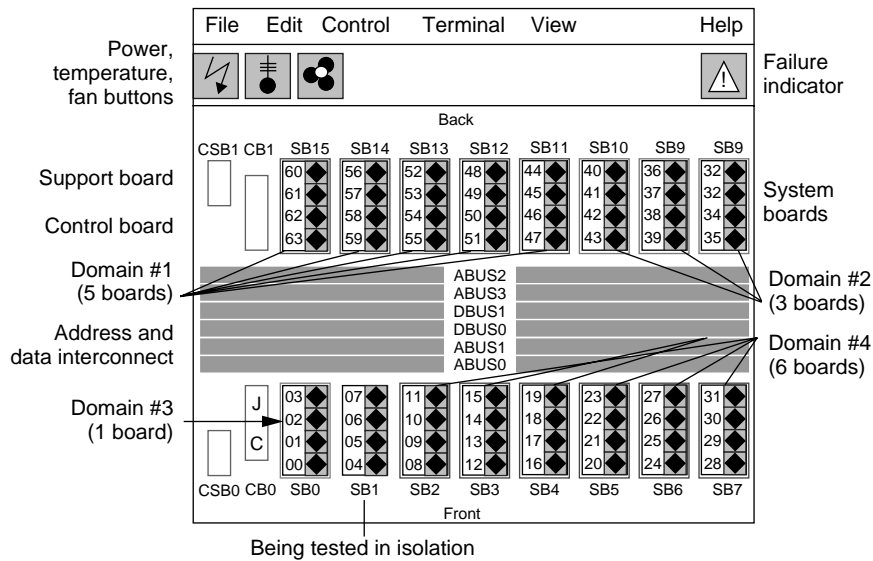 File Edit Control Terminal View Help
Power,
temperature,
fan buttons
Failure
indicator
Back
CSB1 CB1 SB15 SB14 SB13 SB12 SB11 SB10 SB9 SB9
Support board
Control board
60 56 52 48 44 40 36 32
61 57 53 49 45 41 37 32
62 58 54 50 46 42 38 34
63 59 55 51 47 43 39 35
System
boards
Domain #1
(5 boards)
ABUS2
ABUS3
DBUS1
DBUS0
ABUS1
ABUS0
Domain #2
(3 boards)
Address and
data interconnect
Domain #4
(6 boards)
Domain #3
(1 board)
J
C
03 07 11 15 19 23 27 31
02 06 10 14 18 22 26 30
01 05 09 13 17 21 25 29
00 04 08 12 16 20 24 28
CSB0 CB0 SB0 SB1 SB2 SB3 SB4 SB5 SB6 SB7
Front
Being tested in isolation